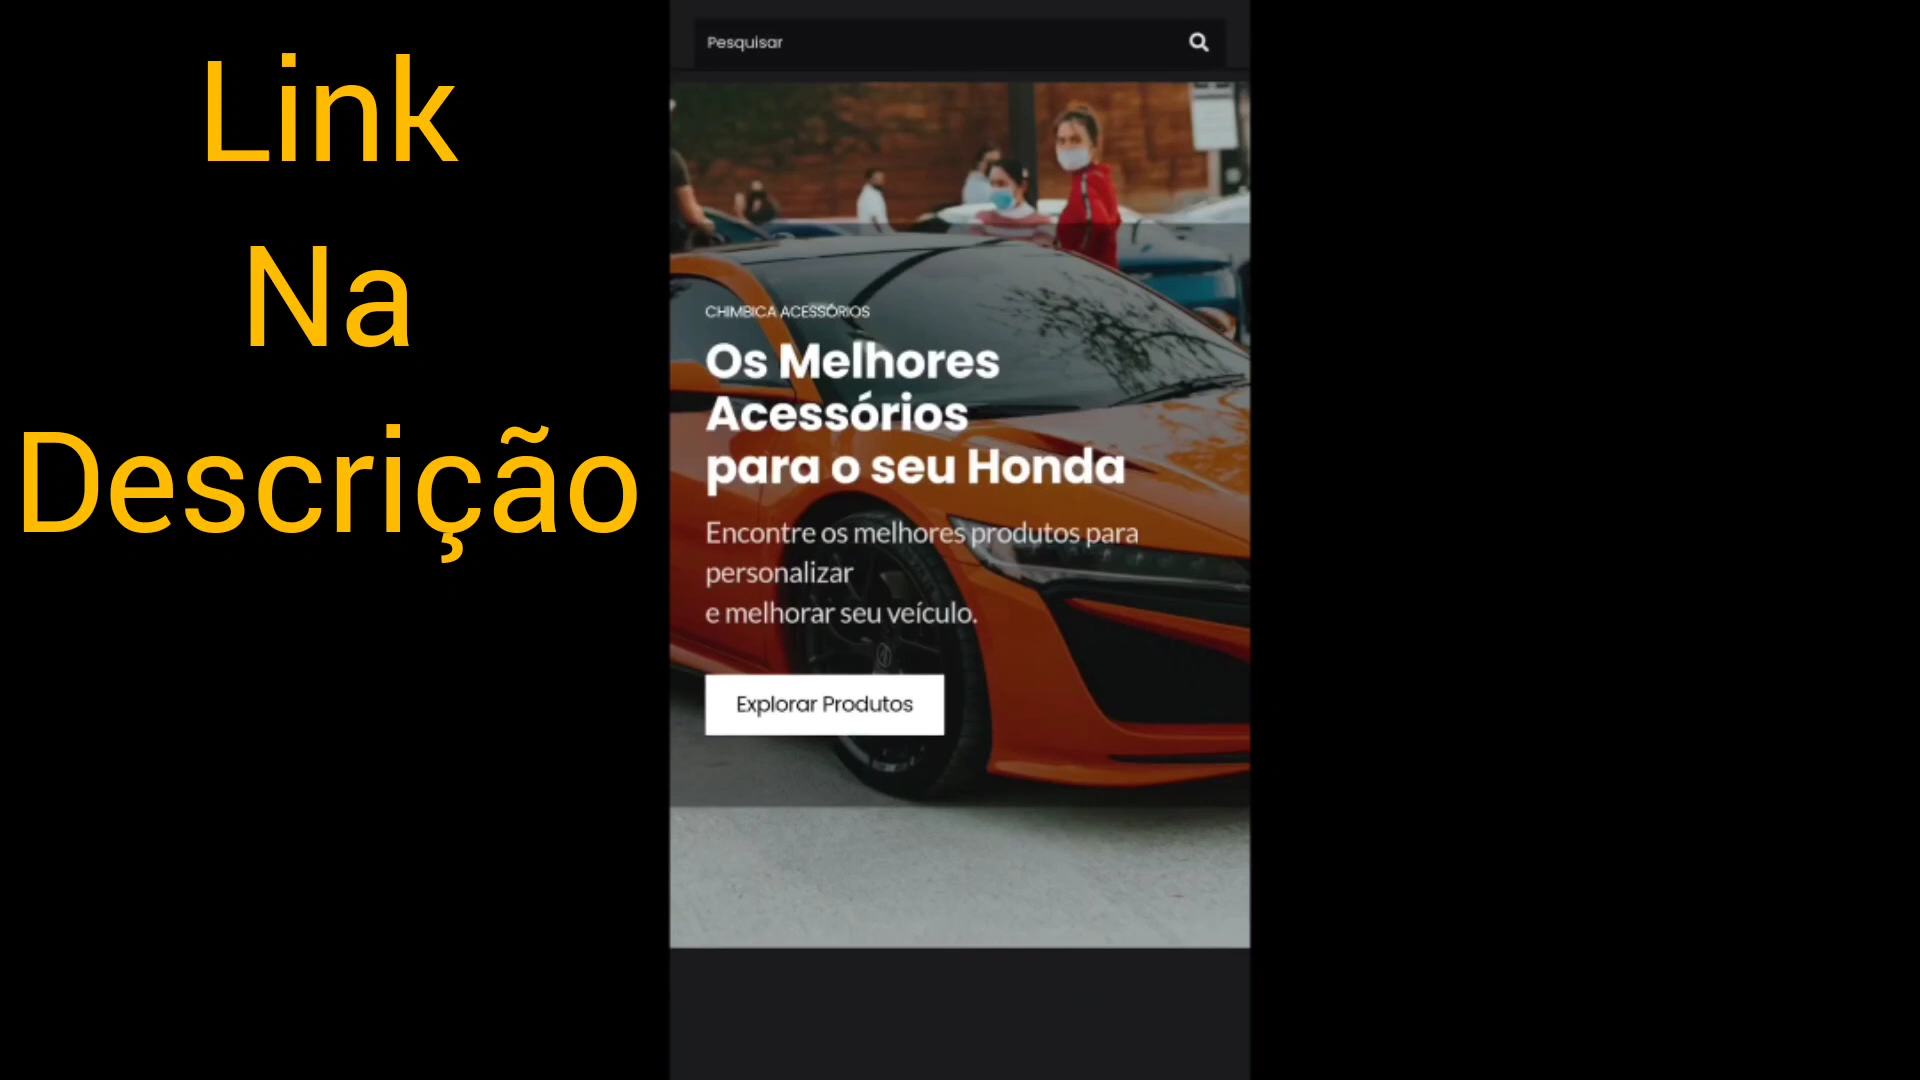 Link
Na
Descrição
Pesquisar
CHIMBICA ACESSÓRIOS
Os Melhores
Acessórios
para o seu Honda
Encontre os melhores produtos para
personalizar
e melhorar seu veículo.
Explorar Produtos